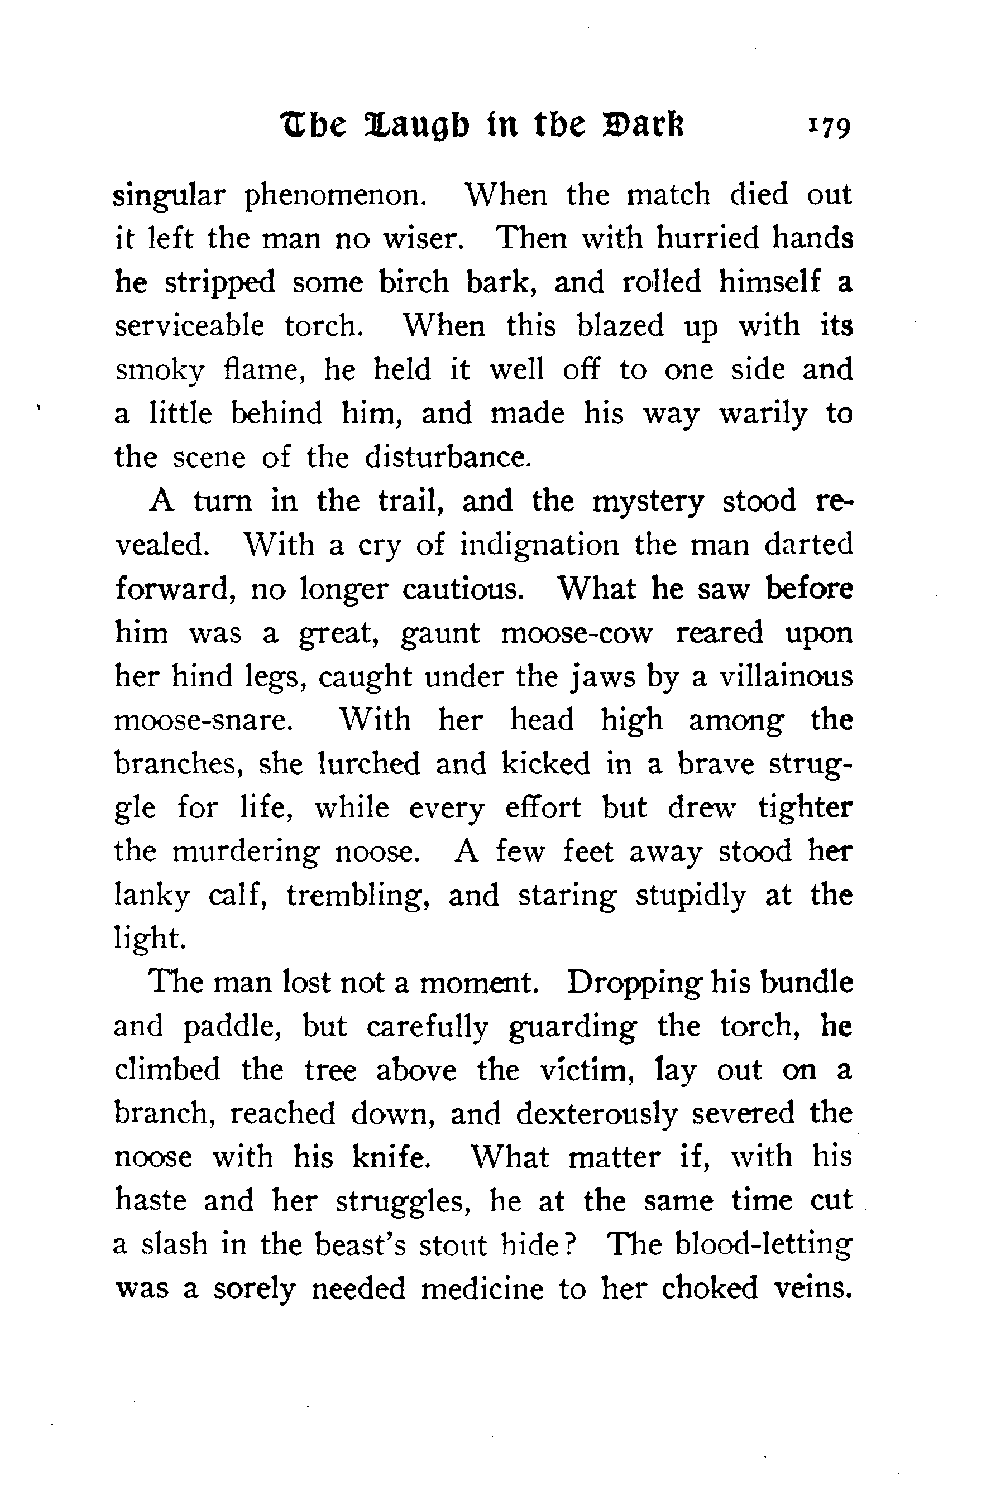 The Laugh in the Dark 179
singular phenomenon. When the match died out
it left the man no wiser. Then with hurried hands
he stripped some birch bark, and rolled himself a
serviceable torch. When this blazed up with its
smoky flame, he held it well off to one side and
a little behind him, and made his way warily to
the scene of the disturbance.
A turn in the trail, and the mystery stood re-
vealed. With a cry of indignation the man darted
forward, no longer cautious. What he saw before
him was a great, gaunt moose-cow reared upon
her hind legs, caught under the jaws by a villainous
moose-snare. With her head high among the
branches, she lurched and kicked in a brave strug-
gle for life, while every effort but drew tighter
the murdering noose. A few feet away stood her
lanky calf, trembling, and staring stupidly at the
light.
The man lost not a moment. Dropping his bundle
and paddle, but carefully guarding the torch, he
climbed the tree above the victim, lay out on a
branch, reached down, and dexterously severed the
noose with his knife. What matter if, with his
haste and her struggles, he at the same time cut
a slash in the beast's stout hide? The blood-letting
was a sorely needed medicine to her choked veins.